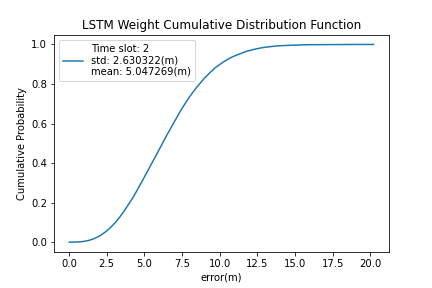 LSTM Weight Cumulative Distribution Function
Time slot: 2
std: 2.630322(m)
mean: 5.047269(m)
Cumulative Probability
1.0
0.8
0.6
0.4
0.2
0.0
0.0 2.5 5.0 7.5 10.0 12.5 15.0 17.5 20.0
error(m)